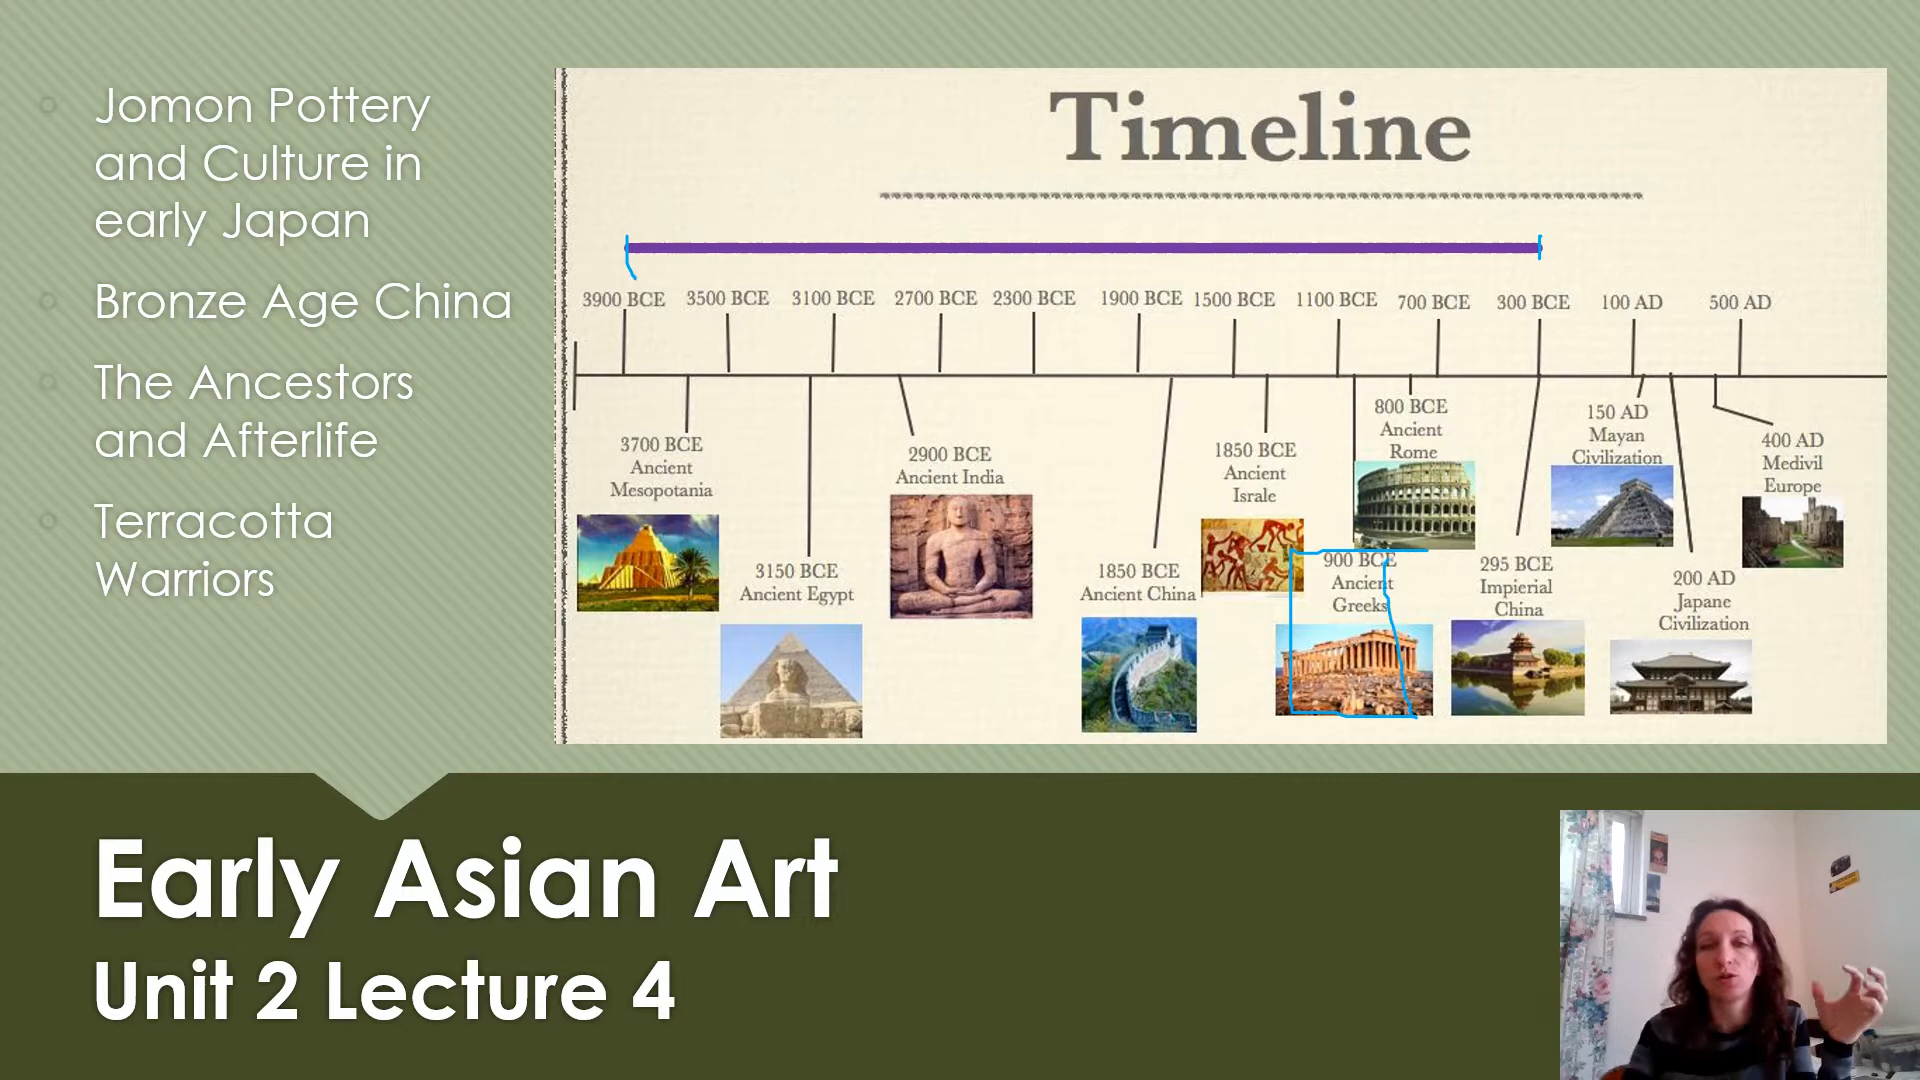 Jomon Pottery
and Culture in
early Japan
Bronze Age China
The Ancestors
and Afterlife
Terracotta
Warriors
Timeline
3900 BCE 3500 BCE 3100 BCE 2700 BCE 2300 BCE 1900 BCE 1500 BCE 1100 BCE 700 BCE 300 BCE 100 AD 500 AD
3700 BCE
Ancient
Mesopotania
3150 BCE
Ancient Egypt
2900 BCE
Ancient India
1850 BCE
Ancient China
1850 BCE
Ancient
Israle
800 BCE
Ancient
Rome
900 BCE
Ancient
Greeks
295 BCE
Impierial
China
150 AD
Mayan
Civilization
200 AD
Japane
Civilization
400 AD
Medivil
Europe
Early Asian Art
Unit 2 Lecture 4